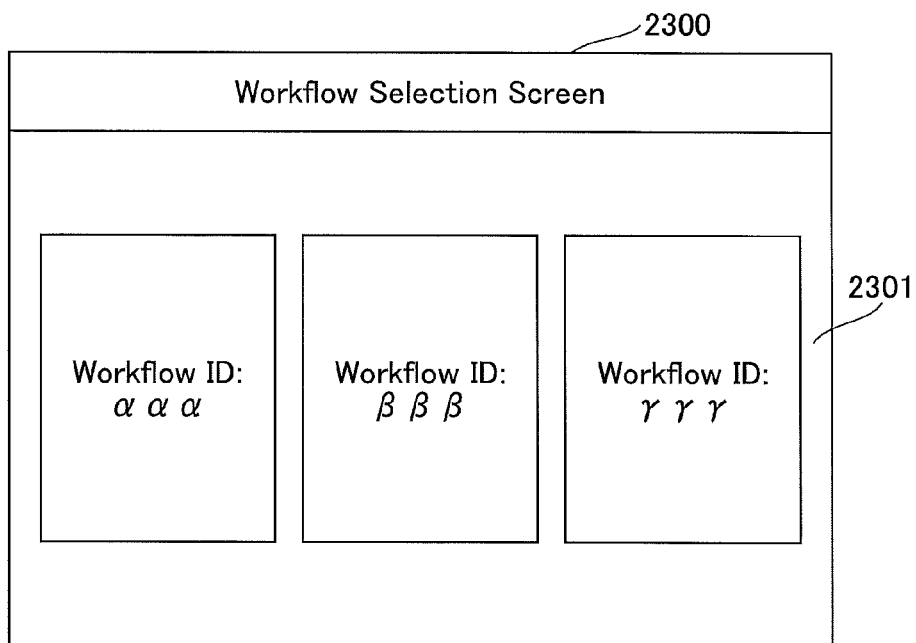 2300
Workflow Selection Screen
2301
Workflow ID:
α α α
Workflow ID:
β β β
Workflow ID:
γ γ γ